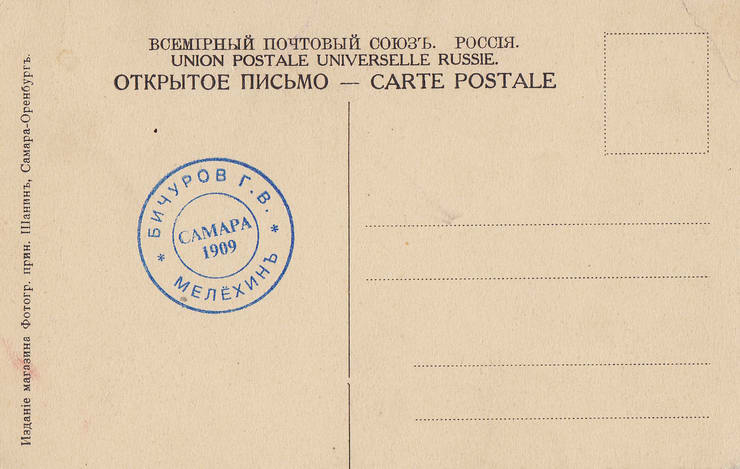 ВСЕМІРНЫЙ ПОЧТОВЫЙ СОЮЗЪ. РОССІЯ.
UNION POSTALE UNIVERSELLE RUSSIE.
ОТКРЫТОЕ ПИСЬМО — CARTE POSTALE
Изданіе магазина Фотогр. прин. Шанинъ, Самара-Оренбургъ.
БИЧУРОВ Г.В.
САМАРА
1909
* МЕЛЁХИНЪ *